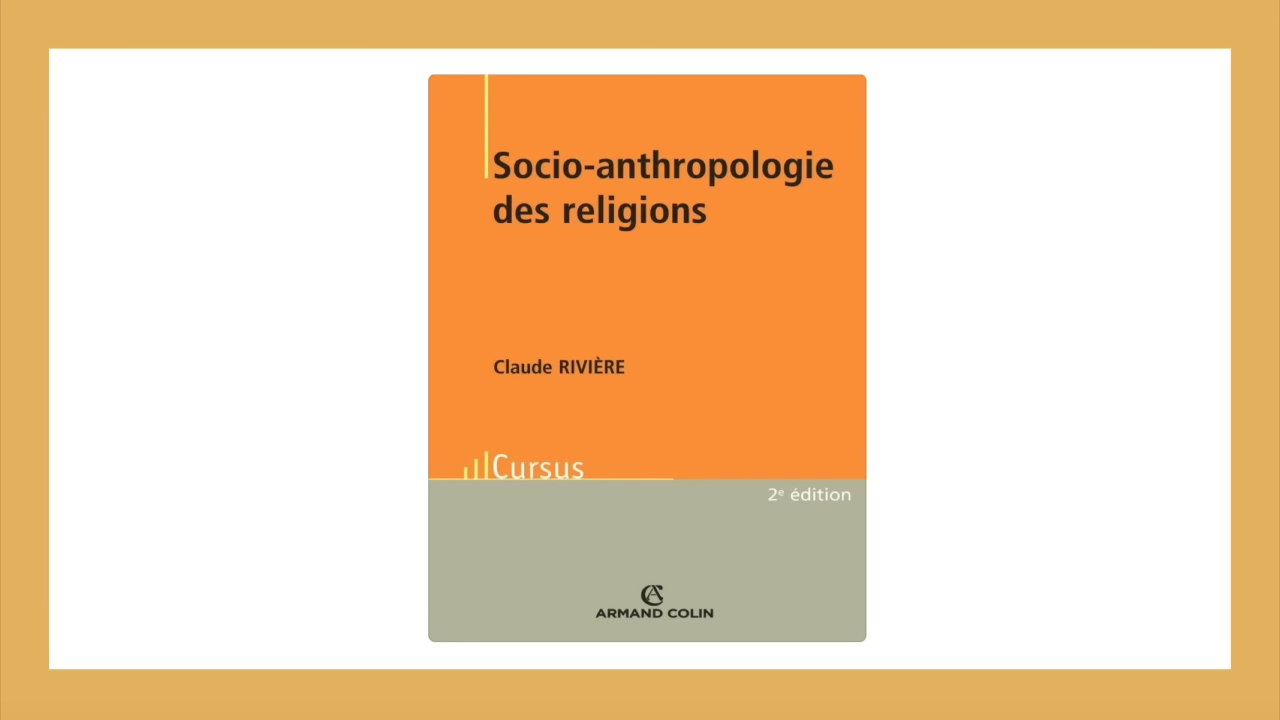 Socio-anthropologie
des religions
Claude RIVIÈRE
Cursus
2e édition
ARMAND COLIN